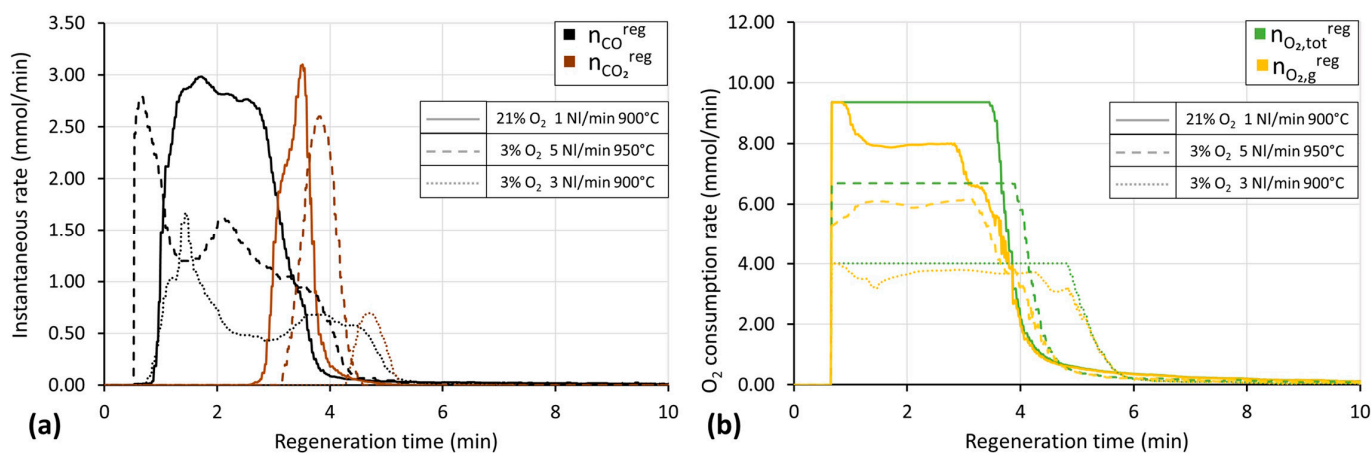 3.50
3.00
2.50
2.00
1.50
1.00
0.50
0.00
Instantaneous rate (mmol/min)
0 2 4 6 8 10
Regeneration time (min)
(a)
n_CO^reg
n_CO₂^reg
21% O₂ 1 Nl/min 900°C
3% O₂ 5 Nl/min 950°C
3% O₂ 3 Nl/min 900°C
12.00
10.00
8.00
6.00
4.00
2.00
0.00
O₂ consumption rate (mmol/min)
0 2 4 6 8 10
Regeneration time (min)
(b)
n_O₂,tot^reg
n_O₂,g^reg
21% O₂ 1 Nl/min 900°C
3% O₂ 5 Nl/min 950°C
3% O₂ 3 Nl/min 900°C